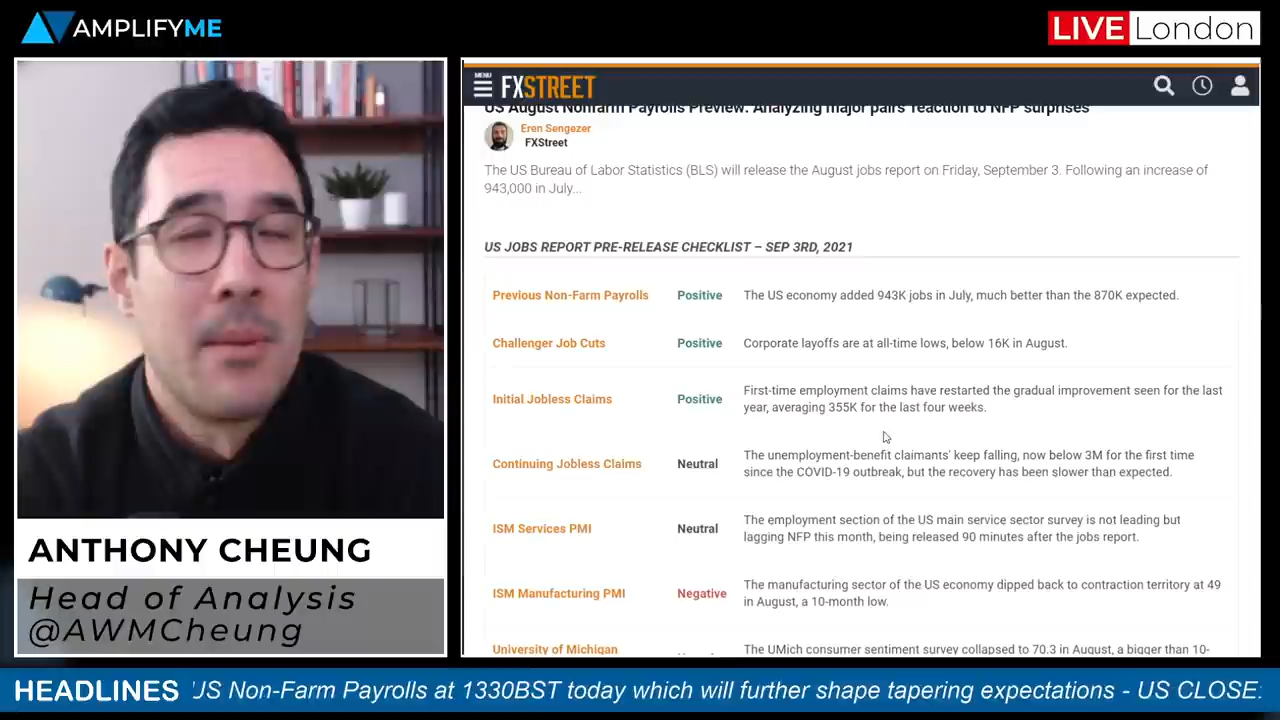 AMPLIFYME
LIVE London
MENU
FXSTREET
US August Nonfarm Payrolls Preview: Analyzing major pairs' reaction to NFP surprises
Eren Sengezer
FXStreet
The US Bureau of Labor Statistics (BLS) will release the August jobs report on Friday, September 3. Following an increase of
943,000 in July...
US JOBS REPORT PRE-RELEASE CHECKLIST – SEP 3RD, 2021
Previous Non-Farm Payrolls Positive The US economy added 943K jobs in July, much better than the 870K expected.
Challenger Job Cuts Positive Corporate layoffs are at all-time lows, below 16K in August.
Initial Jobless Claims Positive First-time employment claims have restarted the gradual improvement seen for the last
year, averaging 355K for the last four weeks.
Continuing Jobless Claims Neutral The unemployment-benefit claimants' keep falling, now below 3M for the first time
since the COVID-19 outbreak, but the recovery has been slower than expected.
ISM Services PMI Neutral The employment section of the US main service sector survey is not leading but
lagging NFP this month, being released 90 minutes after the jobs report.
ISM Manufacturing PMI Negative The manufacturing sector of the US economy dipped back to contraction territory at 49
in August, a 10-month low.
University of Michigan The UMich consumer sentiment survey collapsed to 70.3 in August, a bigger than 10-
ANTHONY CHEUNG
Head of Analysis
@AWMCheung
HEADLINES 'US Non-Farm Payrolls at 1330BST today which will further shape tapering expectations - US CLOSE: